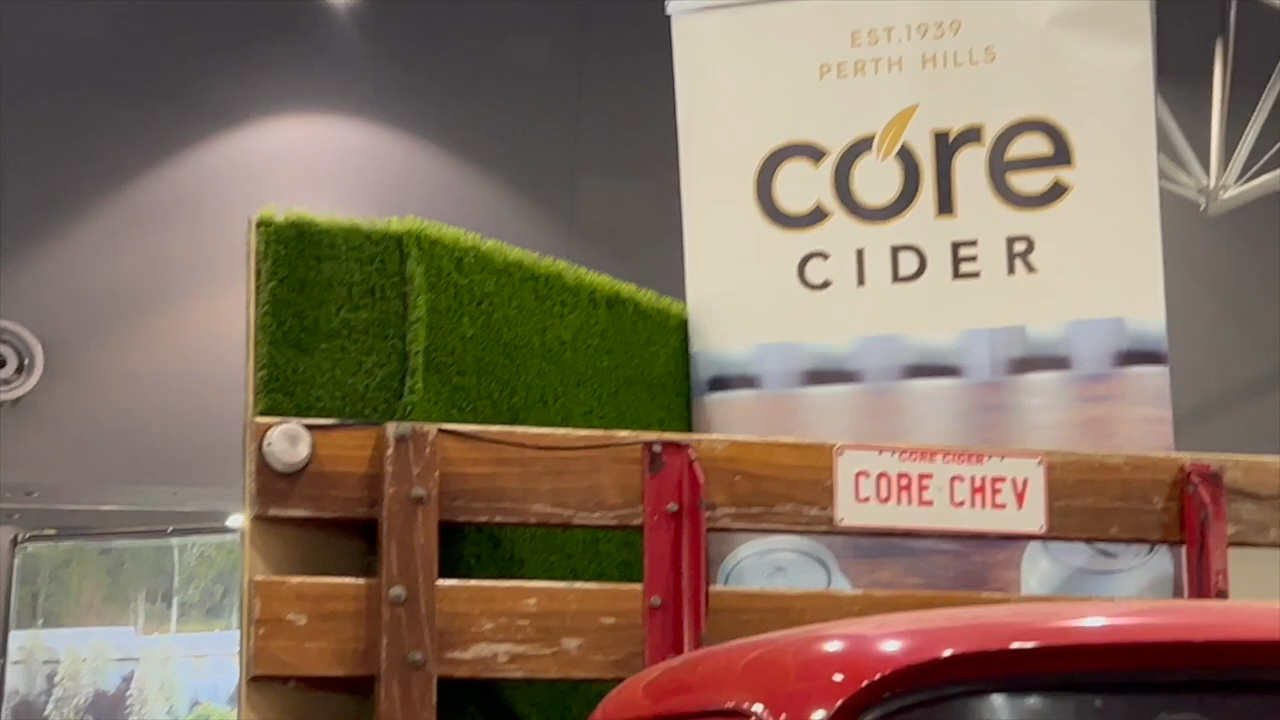 EST.1939
PERTH HILLS
core
CIDER
CORE CIDER
CORE CHEV